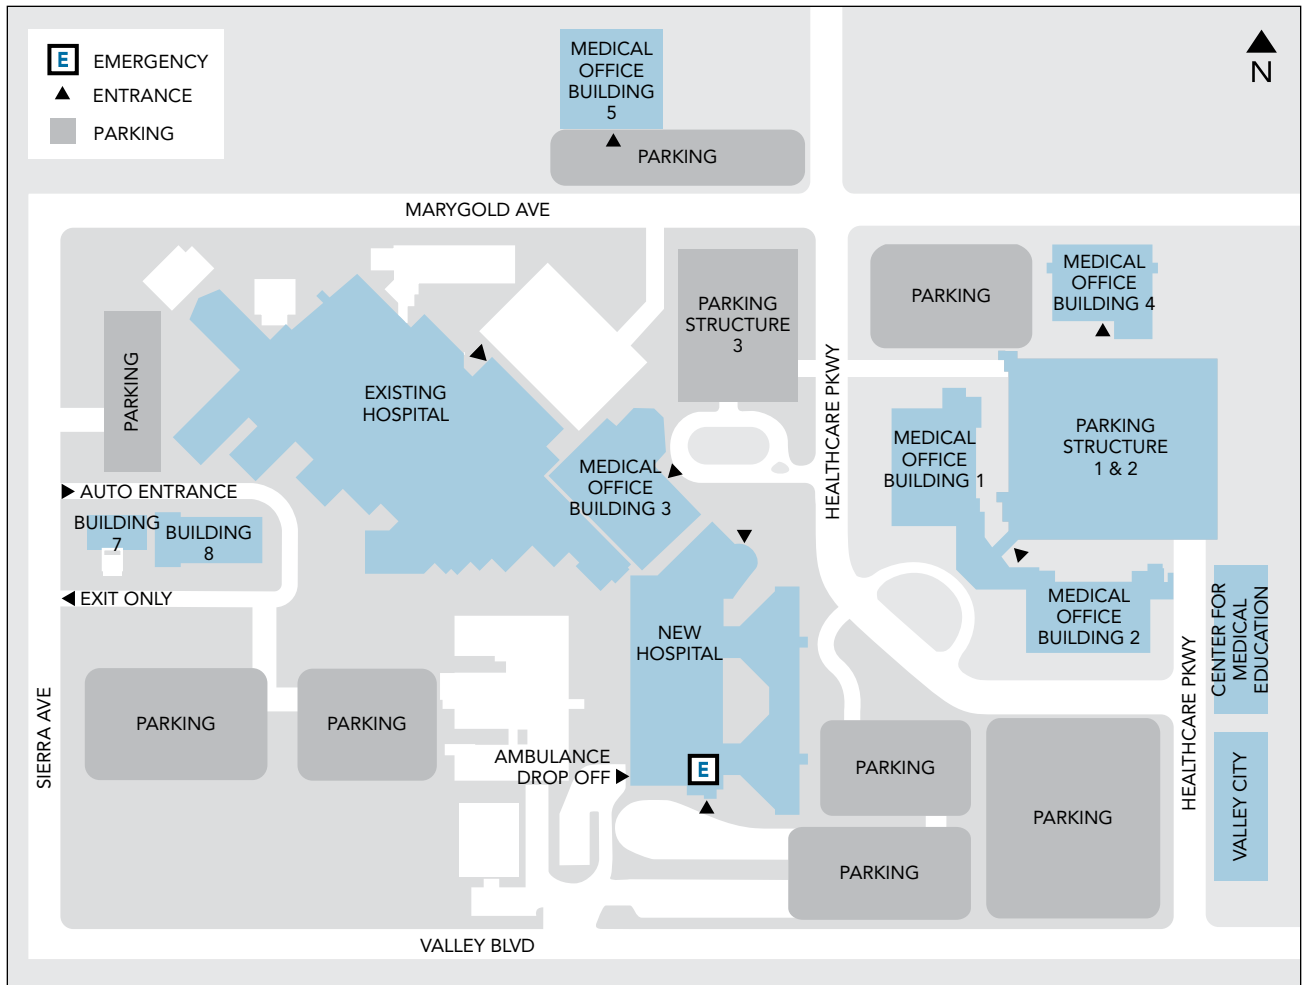 E EMERGENCY
ENTRANCE
PARKING
MEDICAL
OFFICE
BUILDING
5
PARKING
N
MARYGOLD AVE
PARKING
EXISTING
HOSPITAL
PARKING
STRUCTURE
3
HEALTHCARE PKWY
PARKING
MEDICAL
OFFICE
BUILDING 4
MEDICAL
OFFICE
BUILDING 1
PARKING
STRUCTURE
1 & 2
MEDICAL
OFFICE
BUILDING 3
AUTO ENTRANCE
BUILDING
7
BUILDING
8
EXIT ONLY
NEW
HOSPITAL
MEDICAL
OFFICE
BUILDING 2
CENTER FOR
MEDICAL
EDUCATION
HEALTHCARE PKWY
SIERRA AVE
PARKING
PARKING
AMBULANCE
DROP OFF
E
PARKING
PARKING
PARKING
VALLEY CITY
VALLEY BLVD